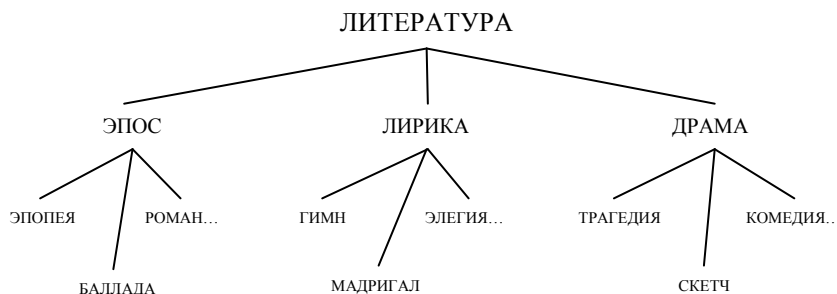 ЛИТЕРАТУРА
ЭПОС ЛИРИКА ДРАМА
ЭПОПЕЯ РОМАН… ГИМН ЭЛЕГИЯ… ТРАГЕДИЯ КОМЕДИЯ..
БАЛЛАДА МАДРИГАЛ СКЕТЧ